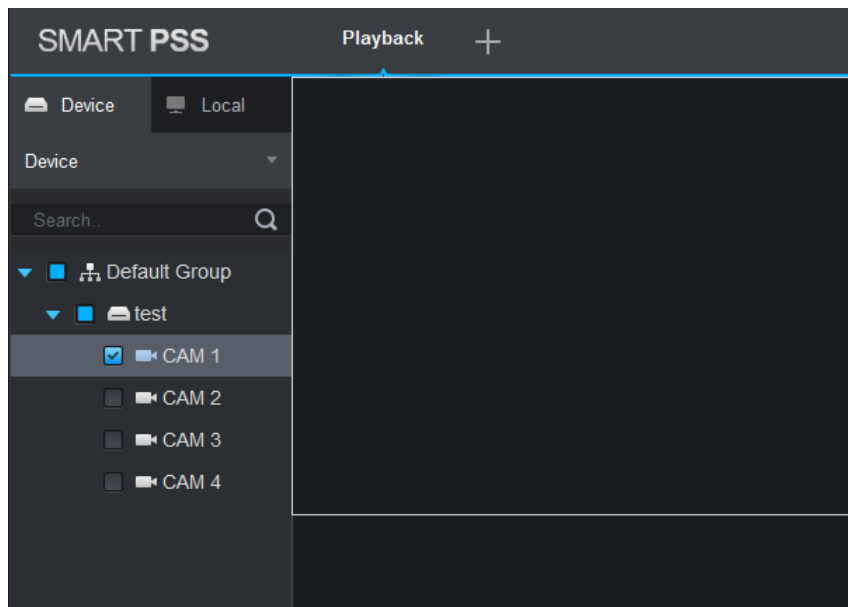 SMART PSS
Playback
Device
Local
Device
Search..
Default Group
test
CAM 1
CAM 2
CAM 3
CAM 4